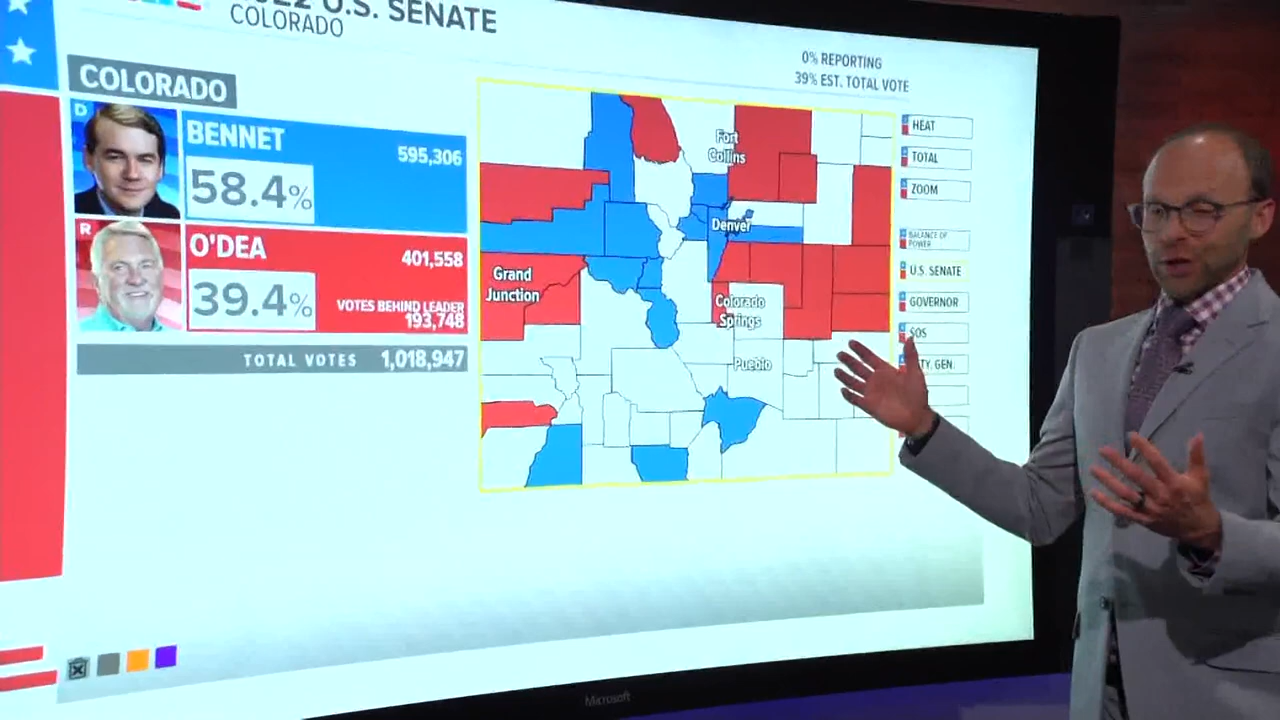 U.S. SENATE
COLORADO
0% REPORTING
39% EST. TOTAL VOTE
COLORADO
D
BENNET
595,306
58.4%
R
O'DEA
401,558
39.4%
VOTES BEHIND LEADER
193,748
TOTAL VOTES 1,018,947
Fort
Collins
Denver
Grand
Junction
Colorado
Springs
Pueblo
HEAT
TOTAL
ZOOM
BALANCE OF
POWER
U.S. SENATE
GOVERNOR
SOS
GEN.
Microsoft